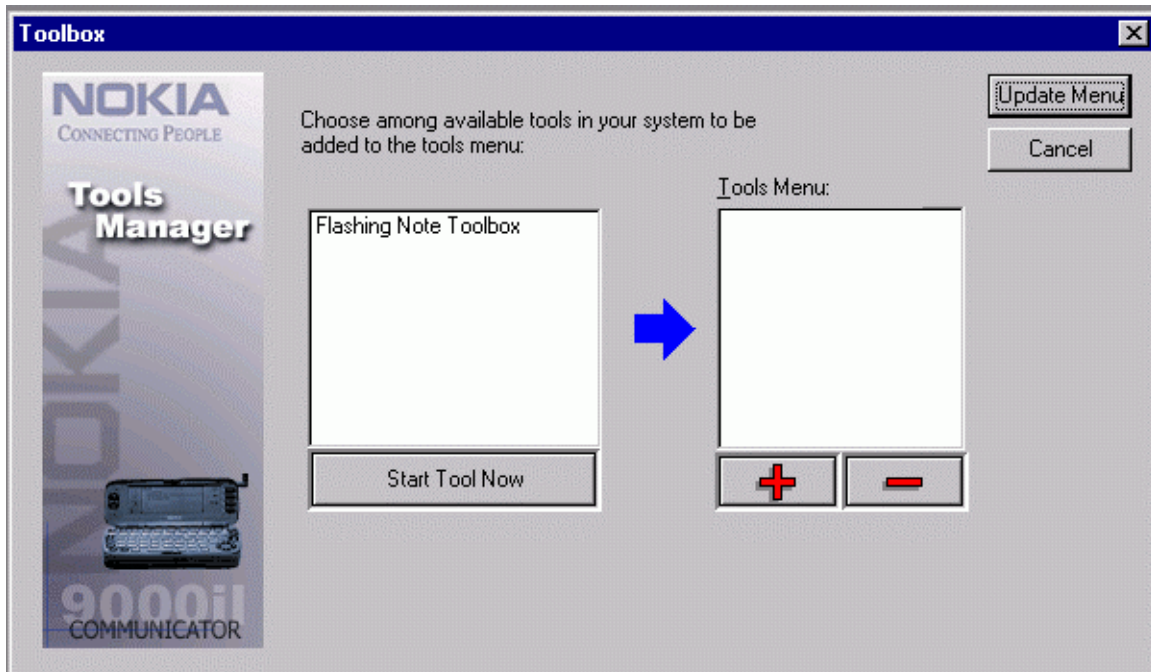 Toolbox
NOKIA
CONNECTING PEOPLE
Tools
Manager
NOKIA
9000il
COMMUNICATOR
Choose among available tools in your system to be
added to the tools menu:
Flashing Note Toolbox
Start Tool Now
Tools Menu:
Update Menu
Cancel